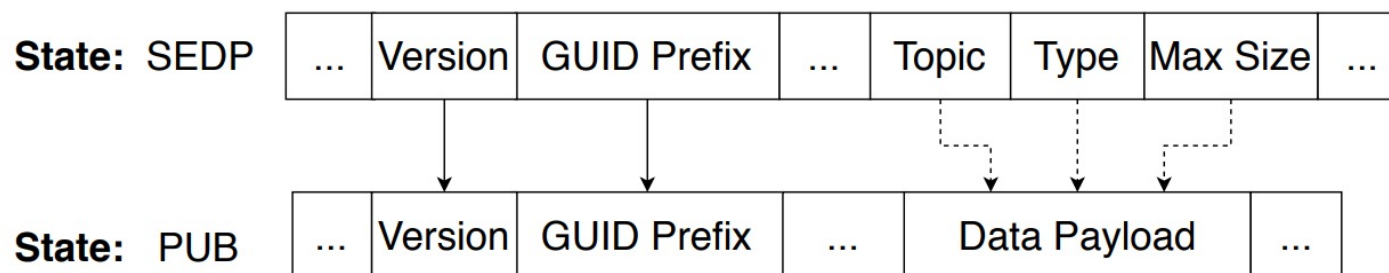 State: SEDP ... Version GUID Prefix ... Topic Type Max Size ...
State: PUB ... Version GUID Prefix ... Data Payload ...